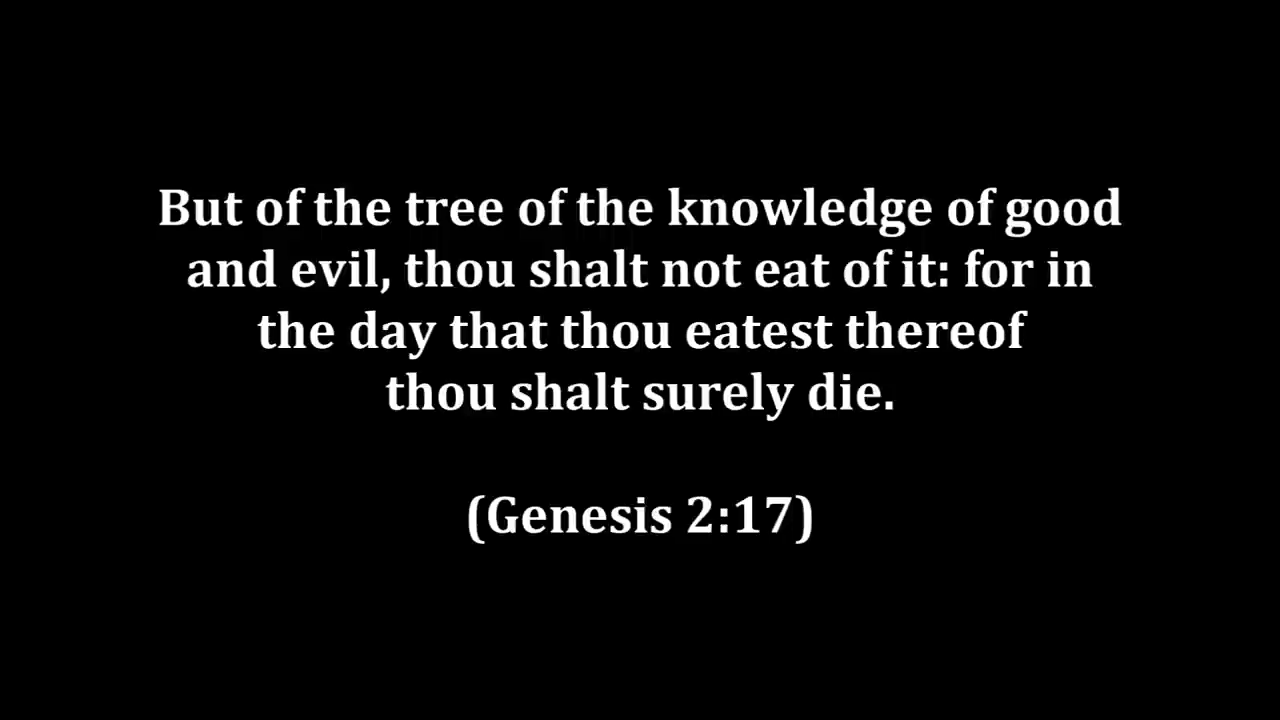 But of the tree of the knowledge of good
and evil, thou shalt not eat of it: for in
the day that thou eatest thereof
thou shalt surely die.
(Genesis 2:17)